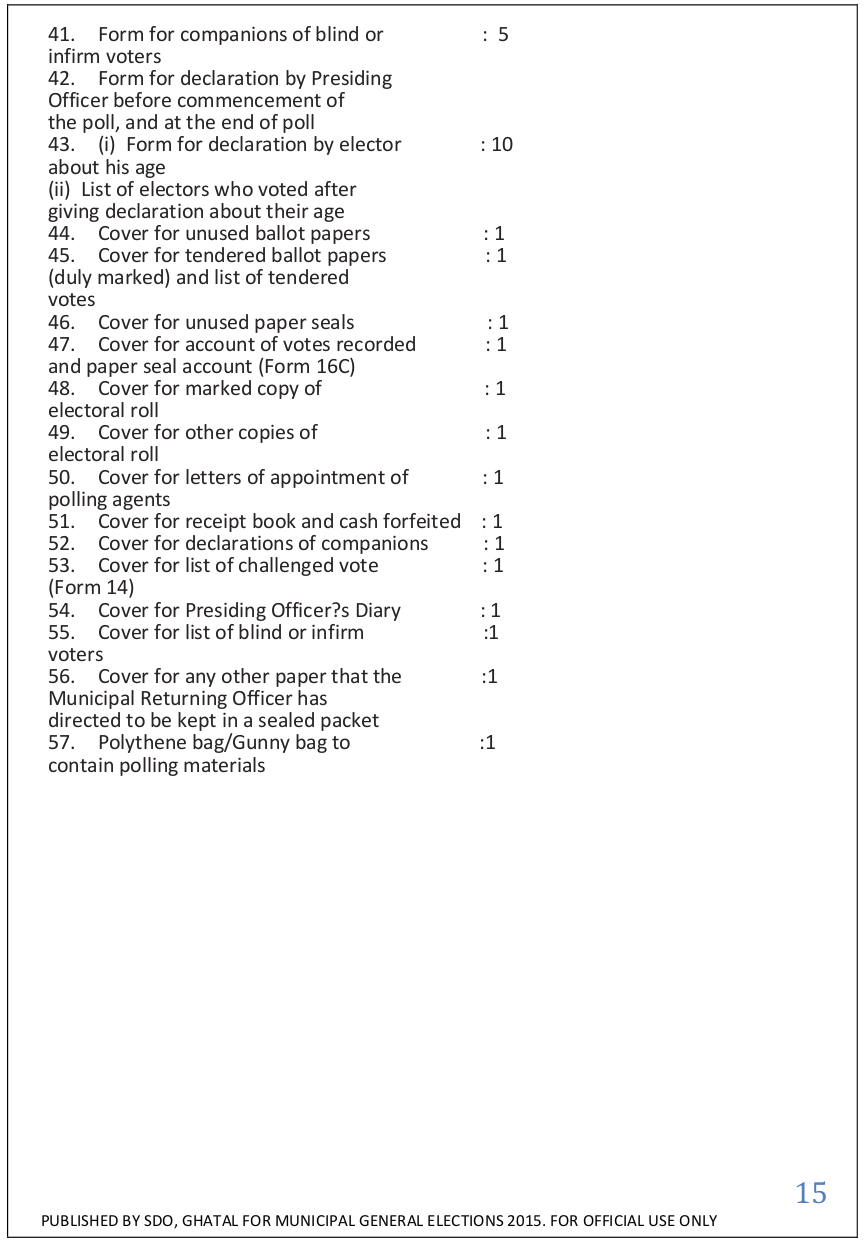 41. Form for companions of blind or : 5
infirm voters
42. Form for declaration by Presiding
Officer before commencement of
the poll, and at the end of poll
43. (i) Form for declaration by elector : 10
about his age
(ii) List of electors who voted after
giving declaration about their age
44. Cover for unused ballot papers : 1
45. Cover for tendered ballot papers : 1
(duly marked) and list of tendered
votes
46. Cover for unused paper seals : 1
47. Cover for account of votes recorded : 1
and paper seal account (Form 16C)
48. Cover for marked copy of : 1
electoral roll
49. Cover for other copies of : 1
electoral roll
50. Cover for letters of appointment of : 1
polling agents
51. Cover for receipt book and cash forfeited : 1
52. Cover for declarations of companions : 1
53. Cover for list of challenged vote : 1
(Form 14)
54. Cover for Presiding Officer?s Diary : 1
55. Cover for list of blind or infirm :1
voters
56. Cover for any other paper that the :1
Municipal Returning Officer has
directed to be kept in a sealed packet
57. Polythene bag/Gunny bag to :1
contain polling materials
15
PUBLISHED BY SDO, GHATAL FOR MUNICIPAL GENERAL ELECTIONS 2015. FOR OFFICIAL USE ONLY